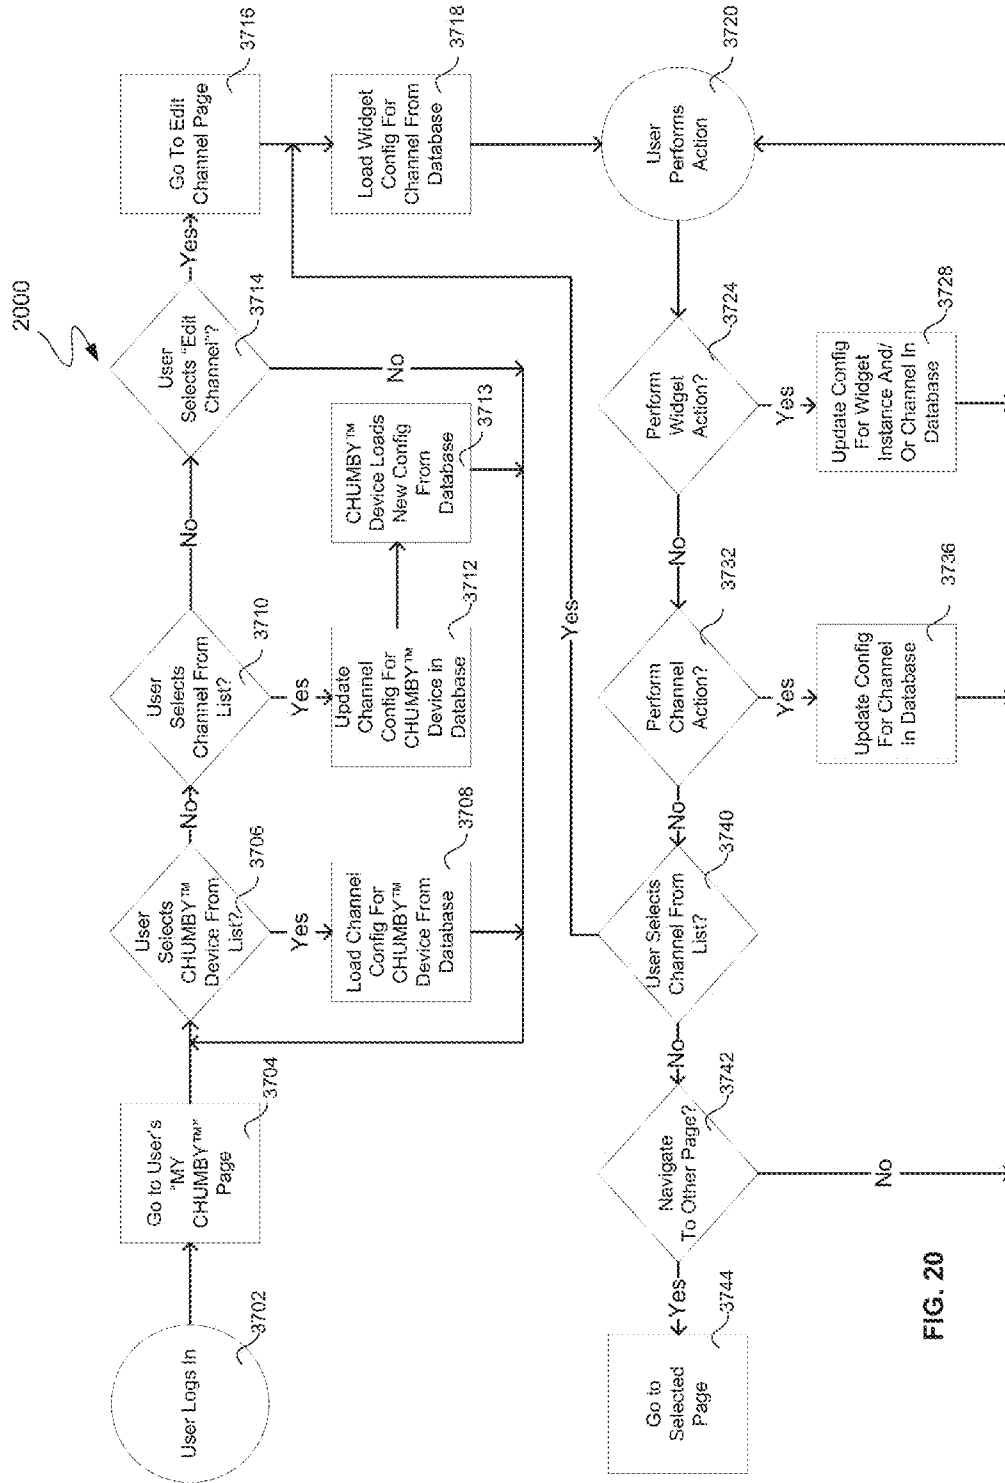 2000
User Logs In
3702
Go to User's
"MY
CHUMBY™"
Page
3704
User
Selects
CHUMBY™
Device From
List?
3706
No
Yes
Load Channel
Config For
CHUMBY™
Device From
Database
3708
User
Selects
Channel From
List?
3710
No
Yes
Update
Channel
Config For
CHUMBY™
Device in
Database
3712
CHUMBY™
Device Loads
New Config
From
Database
3713
User
Selects "Edit
Channel"?
3714
Yes
No
Go To Edit
Channel Page
3716
Load Widget
Config For
Channel From
Database
3718
User
Performs
Action
3720
Perform
Widget
Action?
3724
Yes
Update Config
For Widget
Instance And/
Or Channel In
Database
3728
No
Perform
Channel
Action?
3732
Yes
Update Config
For Channel
In Database
3736
No
User Selects
Channel From
List?
3740
Yes
No
Navigate
To Other Page?
3742
No
Yes
Go to
Selected
Page
3744
FIG. 20